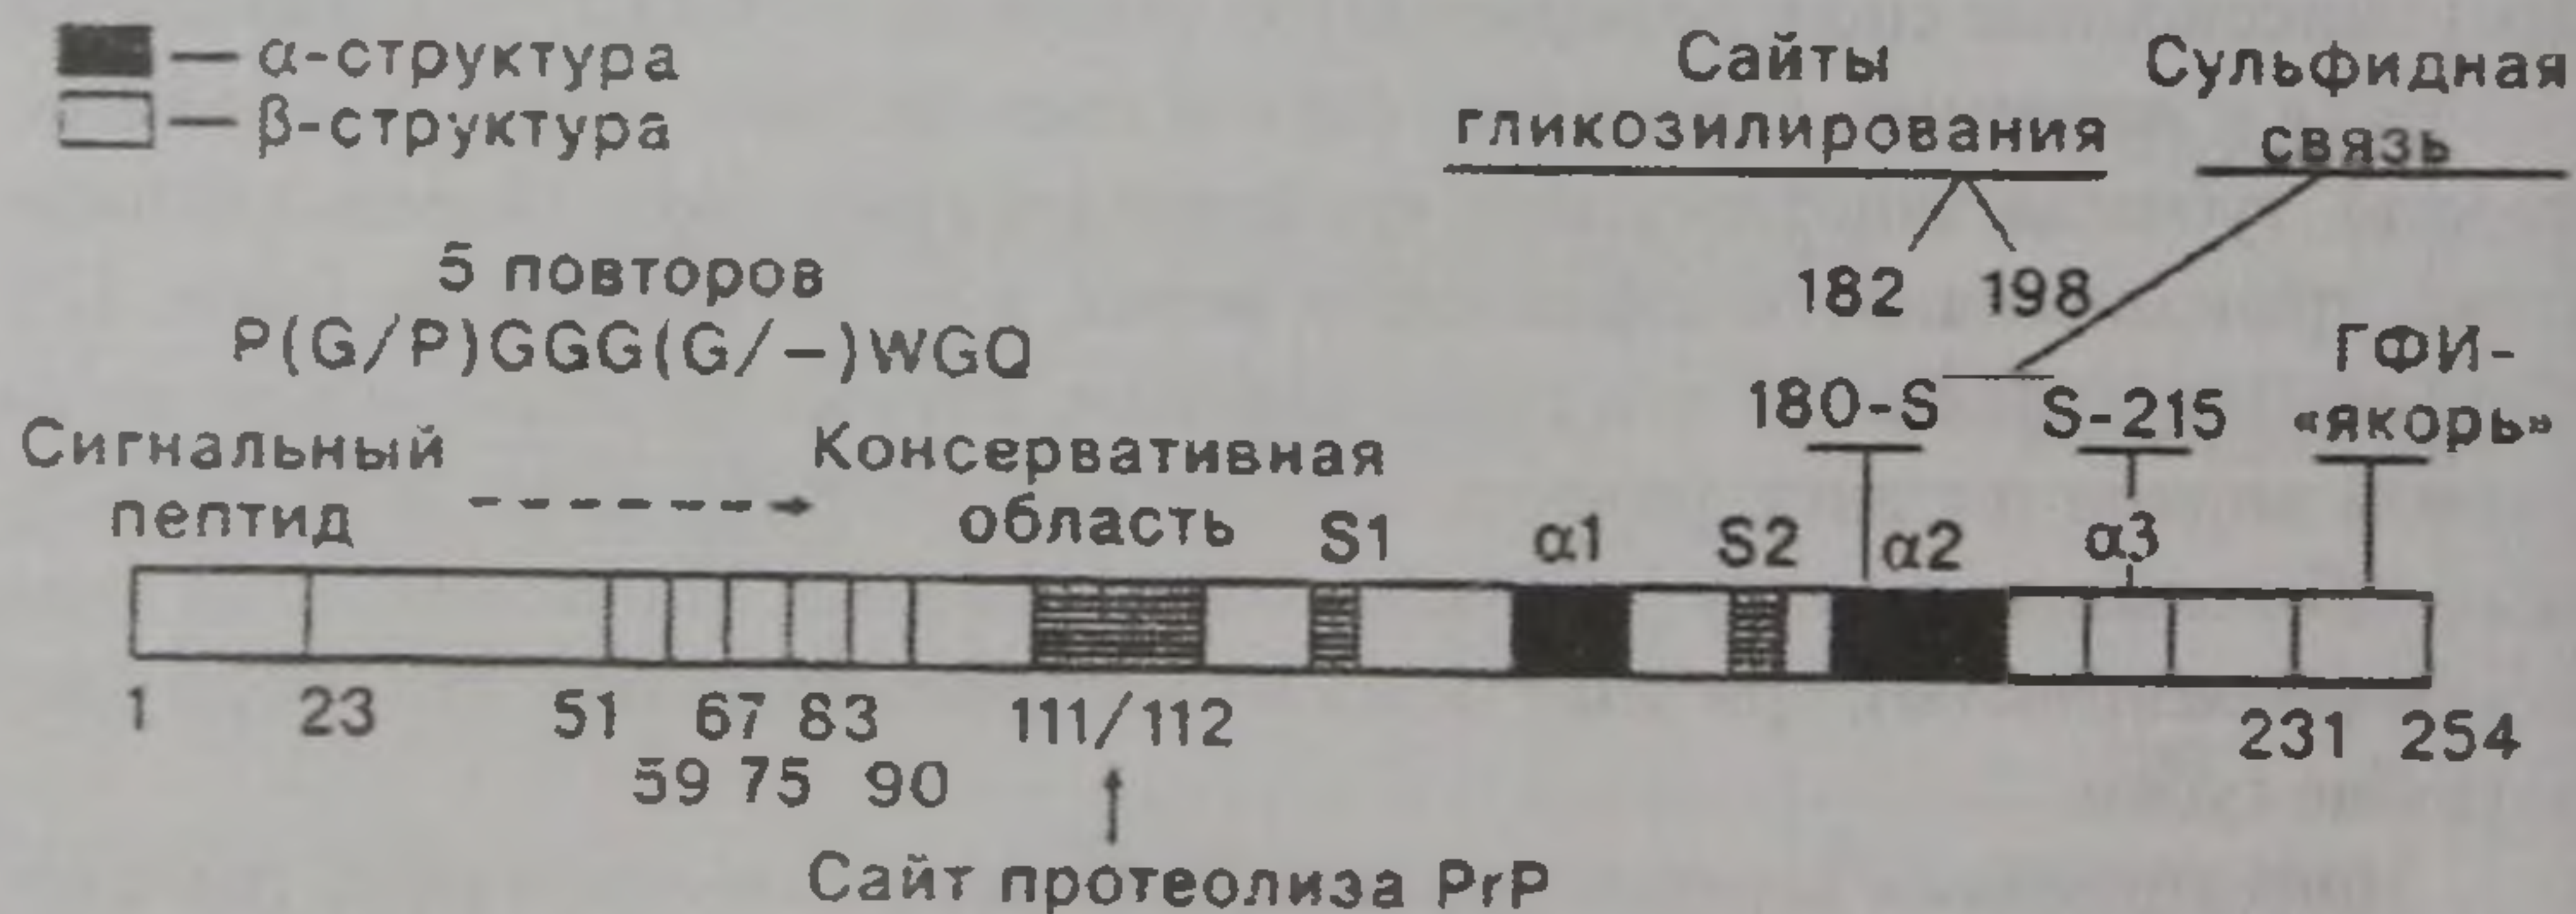 — α-структура
— β-структура
Сайты
гликозилирования
Сульфидная
связь
182 198
5 повторов
P(G/P)GGG(G/–)WGQ
180-S S-215
ГФИ-
«якорь»
Сигнальный
пептид
Консервативная
область
S1 α1 S2 α2 α3
1 23 51 67 83 111/112 231 254
59 75 90
Сайт протеолиза PrP